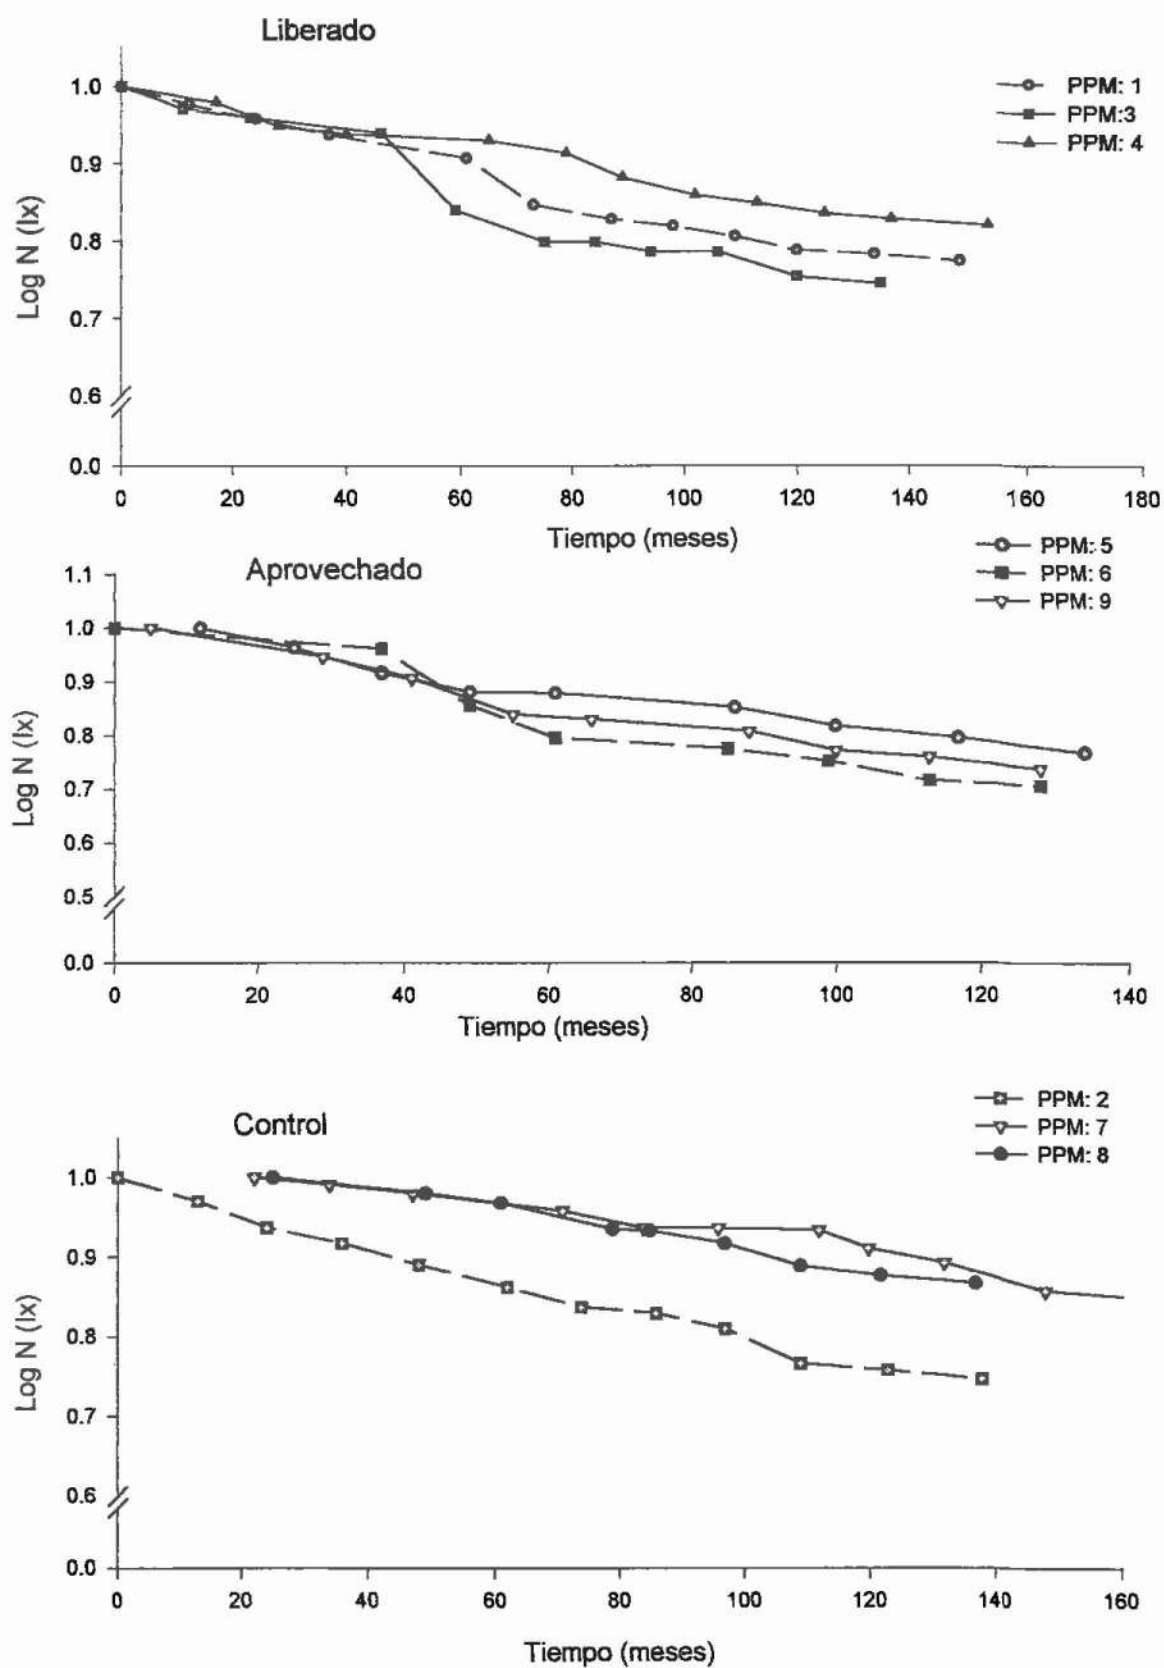 Liberado
PPM: 1
PPM:3
PPM: 4
1.0
0.9
0.8
0.7
0.6
0.0
Log N (lx)
0 20 40 60 80 100 120 140 160 180
Tiempo (meses)
Aprovechado
PPM: 5
PPM: 6
PPM: 9
1.1
1.0
0.9
0.8
0.7
0.6
0.5
0.0
Log N (lx)
0 20 40 60 80 100 120 140
Tiempo (meses)
Control
PPM: 2
PPM: 7
PPM: 8
1.0
0.9
0.8
0.7
0.6
0.0
Log N (lx)
0 20 40 60 80 100 120 140 160
Tiempo (meses)